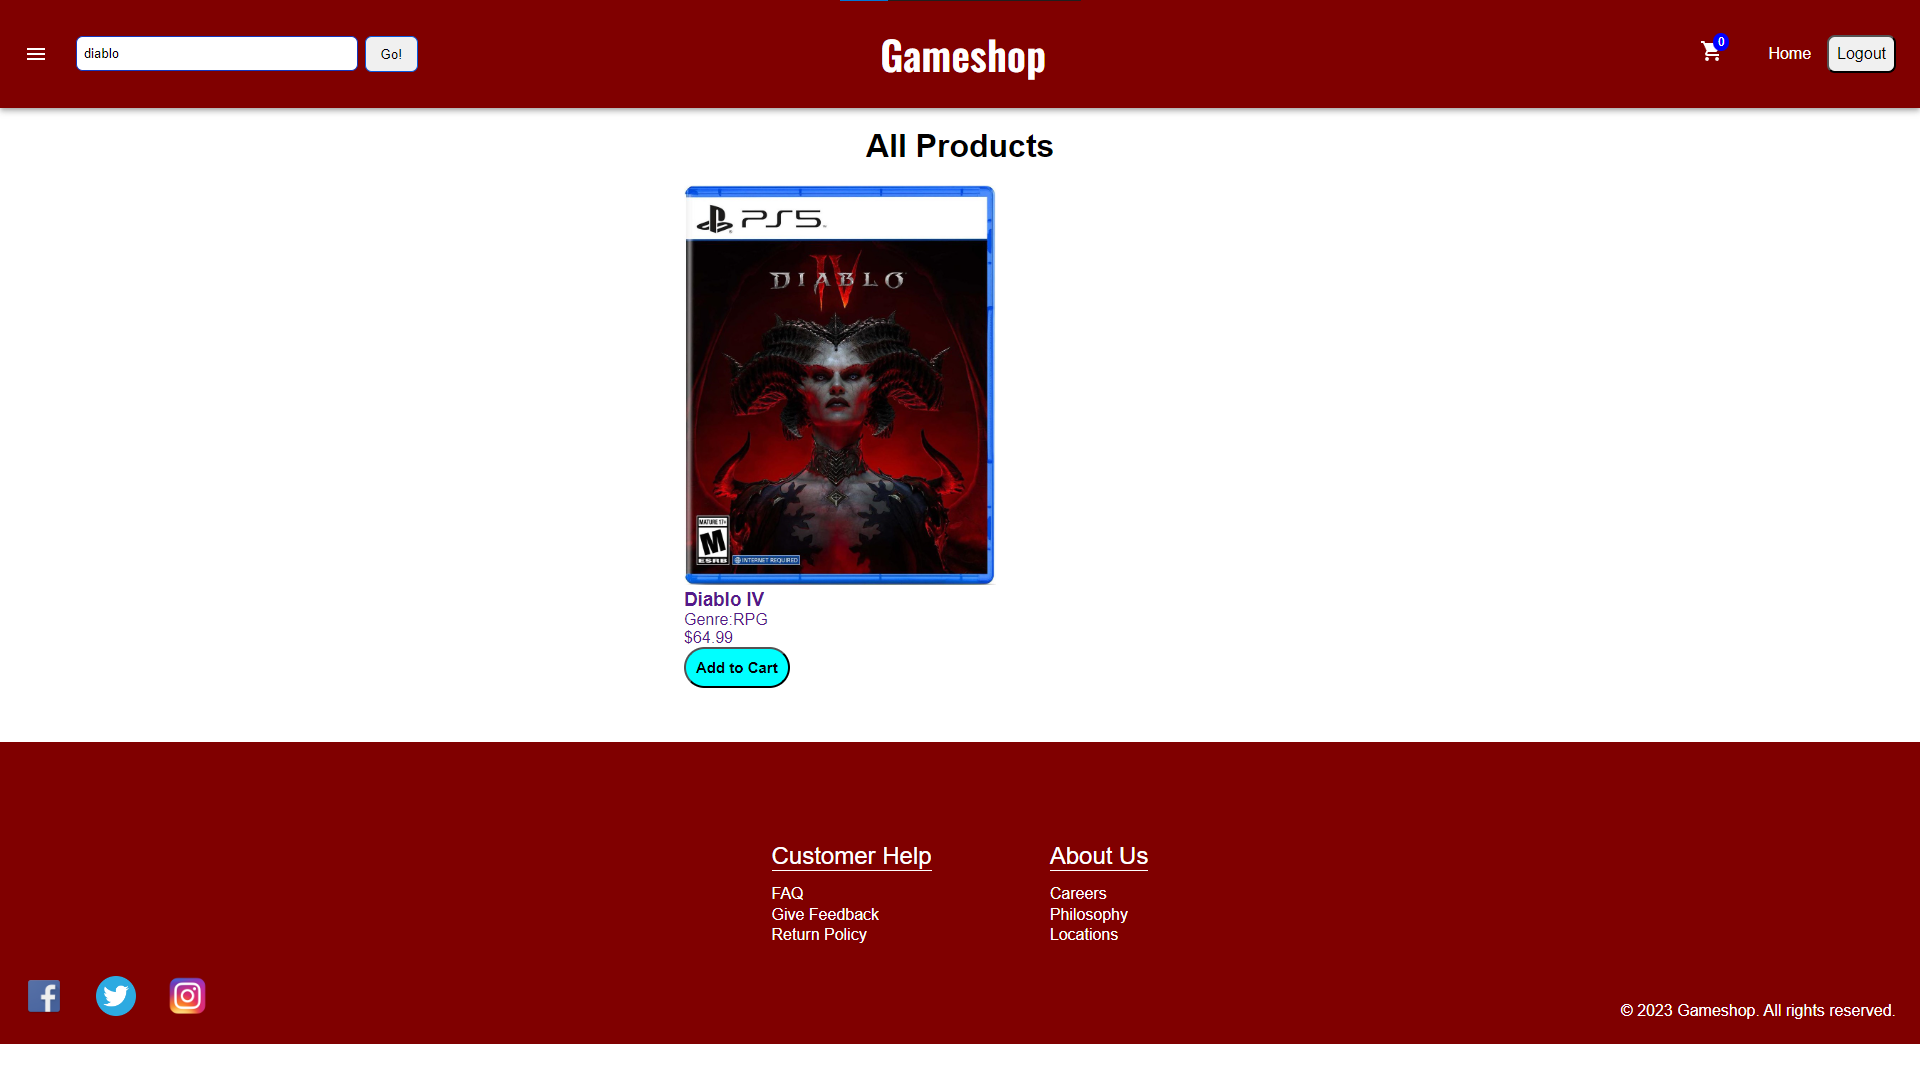 diablo
Go!
Gameshop
0
Home
Logout
All Products
PS5
DIABLO
IV
MATURE 17+
M
ESRB
INTERNET REQUIRED
Diablo IV
Genre:RPG
$64.99
Add to Cart
Customer Help
FAQ
Give Feedback
Return Policy
About Us
Careers
Philosophy
Locations
© 2023 Gameshop. All rights reserved.